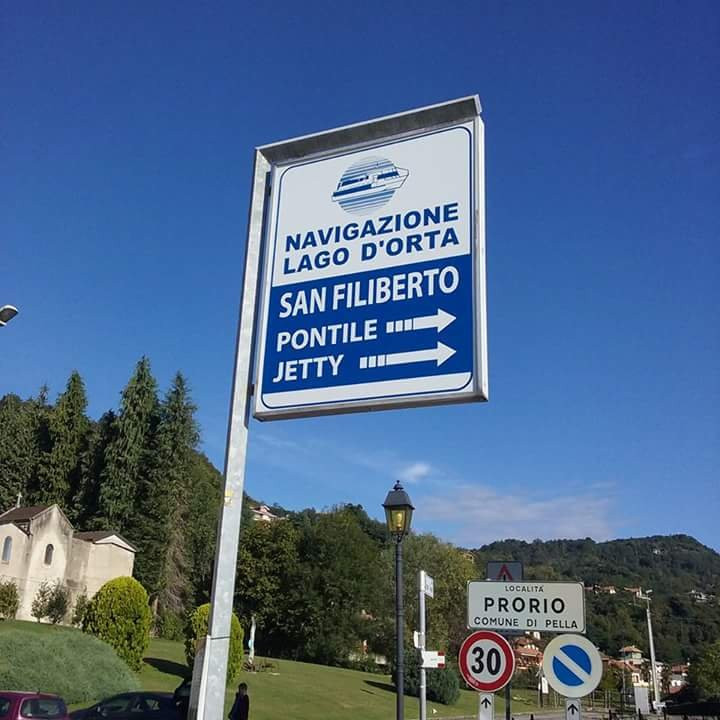 NAVIGAZIONE
LAGO D'ORTA
SAN FILIBERTO
PONTILE
JETTY
LOCALITÀ
PRORIO
COMUNE DI PELLA
30